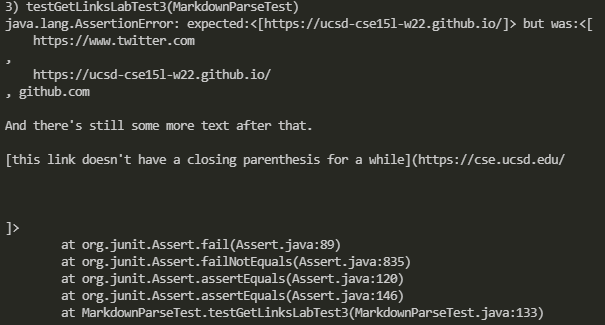 3) testGetLinksLabTest3(MarkdownParseTest)
java.lang.AssertionError: expected:<[https://ucsd-cse15l-w22.github.io/]> but was:<[
https://www.twitter.com
,
https://ucsd-cse15l-w22.github.io/
, github.com
And there's still some more text after that.
[this link doesn't have a closing parenthesis for a while](https://cse.ucsd.edu/
]>
at org.junit.Assert.fail(Assert.java:89)
at org.junit.Assert.failNotEquals(Assert.java:835)
at org.junit.Assert.assertEquals(Assert.java:120)
at org.junit.Assert.assertEquals(Assert.java:146)
at MarkdownParseTest.testGetLinksLabTest3(MarkdownParseTest.java:133)